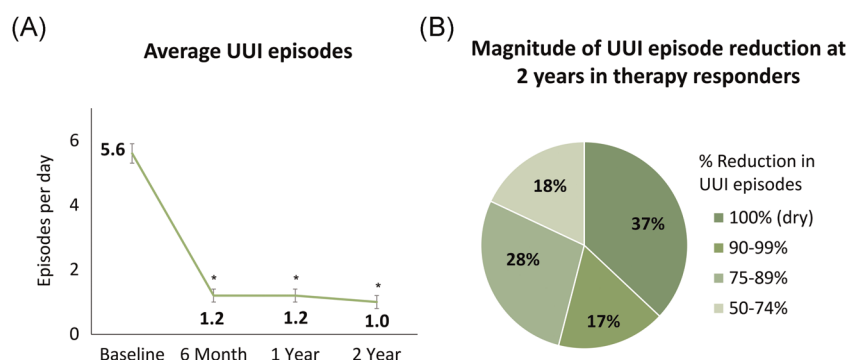 (A)
Average UUI episodes
Episodes per day
6
4
2
0
5.6
*
*
*
1.2
1.2
1.0
Baseline
6 Month
1 Year
2 Year
(B)
Magnitude of UUI episode reduction at
2 years in therapy responders
18%
37%
28%
17%
% Reduction in
UUI episodes
100% (dry)
90-99%
75-89%
50-74%